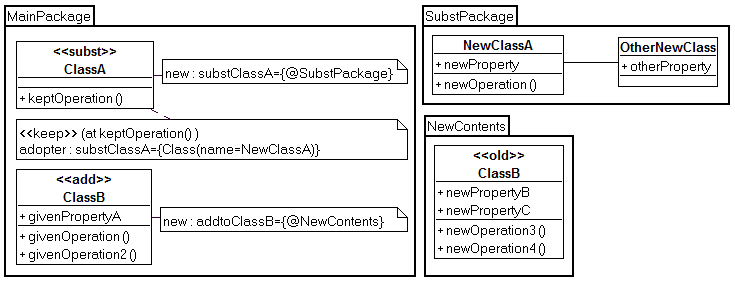 MainPackage
<<subst>>
ClassA
+ keptOperation ()
new : substClassA={@SubstPackage}
<<keep>> (at keptOperation() )
adopter : substClassA={Class(name=NewClassA)}
<<add>>
ClassB
+ givenPropertyA
+ givenOperation ()
+ givenOperation2 ()
new : addtoClassB={@NewContents}
SubstPackage
NewClassA
+ newProperty
+ newOperation ()
OtherNewClass
+ otherProperty
NewContents
<<old>>
ClassB
+ newPropertyB
+ newPropertyC
+ newOperation3 ()
+ newOperation4 ()